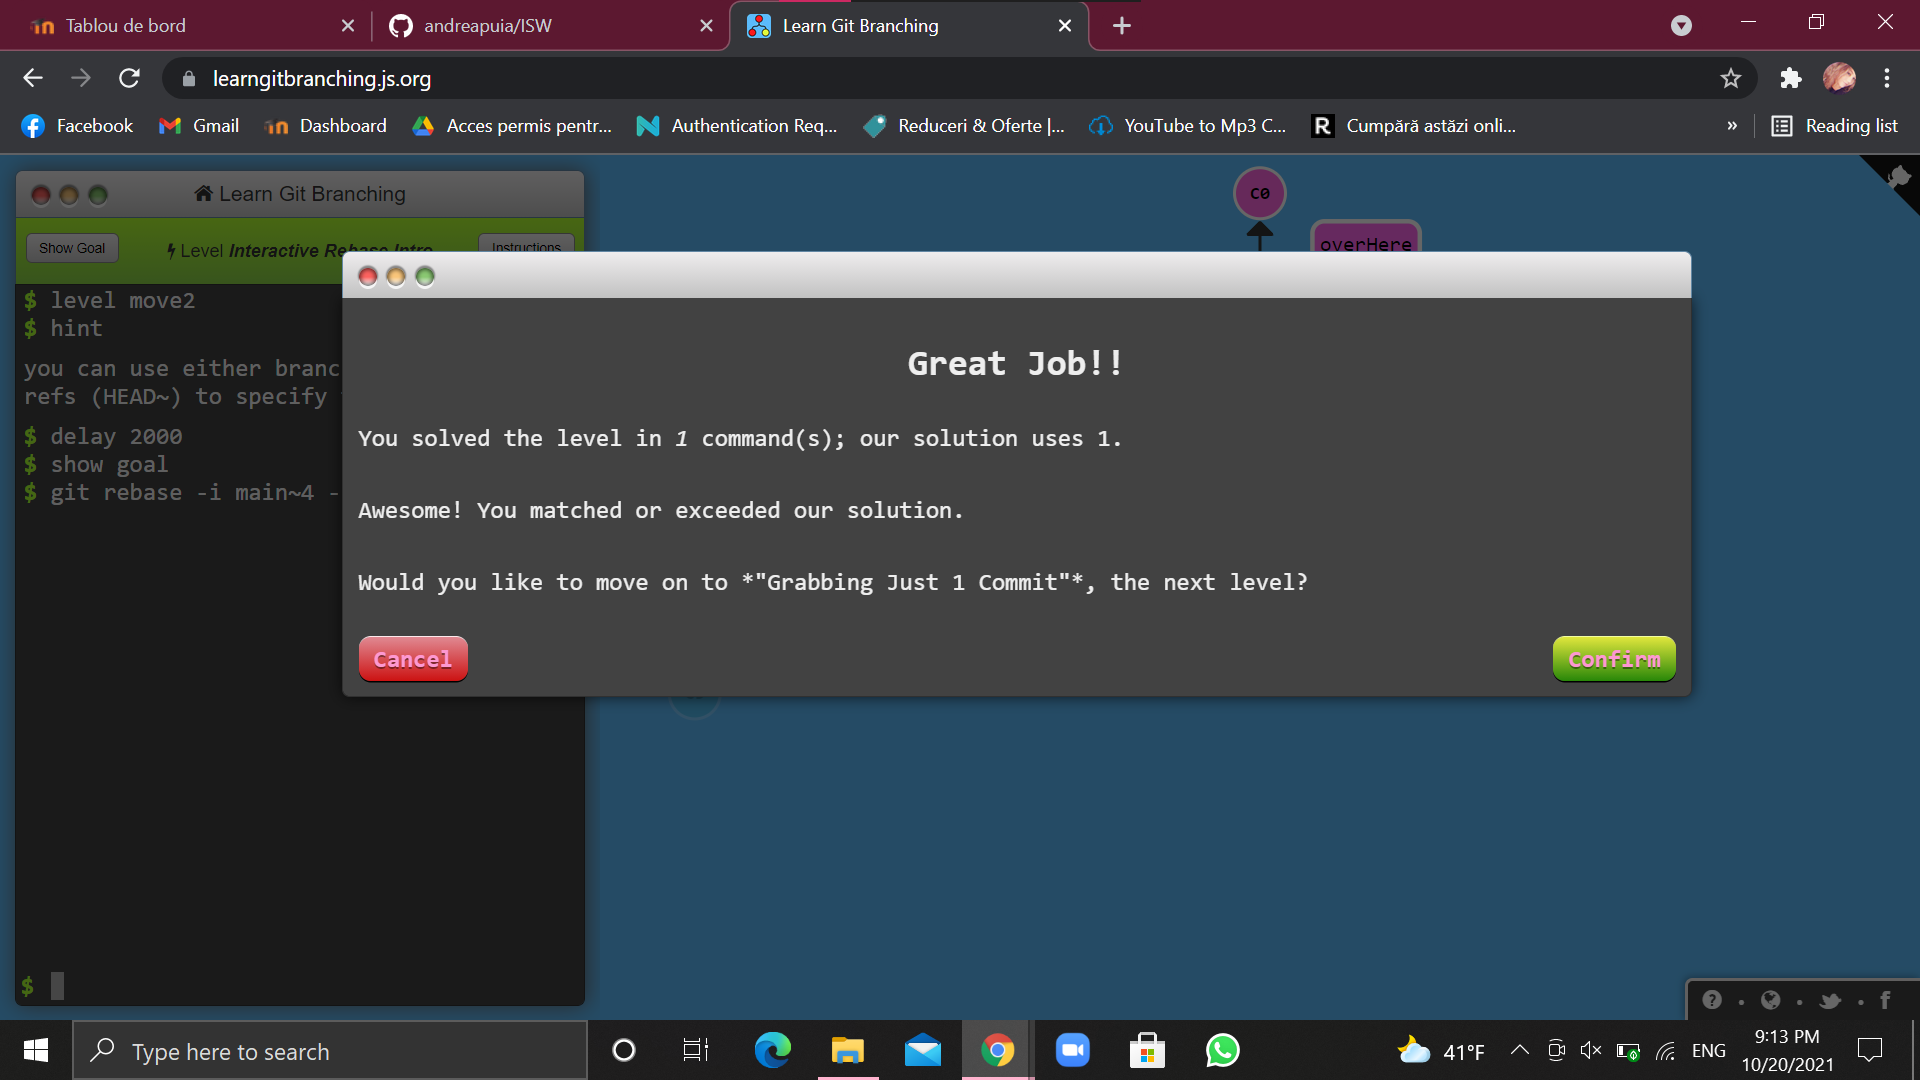 Tablou de bord
andreapuia/ISW
Learn Git Branching
learngitbranching.js.org
Facebook
Gmail
Dashboard
Acces permis pentr...
Authentication Req...
Reduceri & Oferte |...
YouTube to Mp3 C...
R
Cumpără astăzi onli...
»
Reading list
Learn Git Branching
C0
Show Goal
Level Interactive Rebase Intro
Instructions
overHere
$ level move2
$ hint
you can use either branc
refs (HEAD~) to specify
$ delay 2000
$ show goal
$ git rebase -i main~4 -
Great Job!!
You solved the level in 1 command(s); our solution uses 1.
Awesome! You matched or exceeded our solution.
Would you like to move on to *"Grabbing Just 1 Commit"*, the next level?
Cancel
Confirm
$
Type here to search
41°F
ENG
9:13 PM
10/20/2021